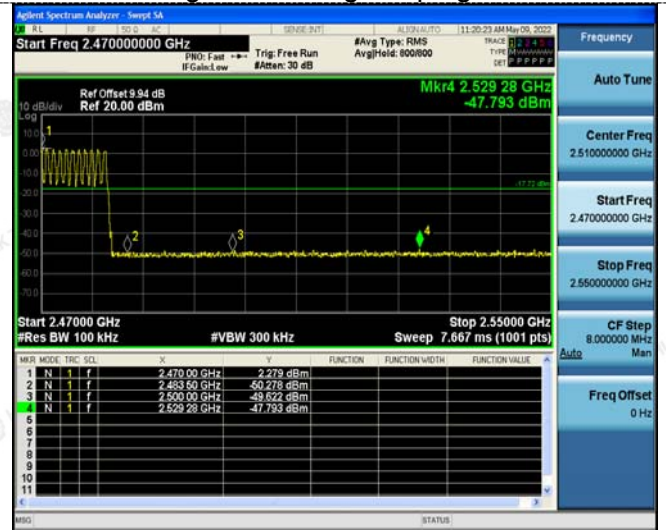 Agilent Spectrum Analyzer - Swept SA
RL RF 50 Ω AC SENSE:INT ALIGN AUTO 11:20:23 AM May 09, 2022
Start Freq 2.470000000 GHz
PNO: Fast Trig: Free Run #Avg Type: RMS TRACE 1 2 3 4 5 6
IFGain:Low #Atten: 30 dB Avg|Hold: 800/800 TYPE
DET P P P P P P
Mkr4 2.529 28 GHz
-47.793 dBm
Ref Offset 9.94 dB
10 dB/div Ref 20.00 dBm
Log
10.0
0.00
-10.0
-20.0
-30.0
-40.0
-50.0
-60.0
-70.0
1
2
3
4
-17.72 dBm
Start 2.47000 GHz Stop 2.55000 GHz
#Res BW 100 kHz #VBW 300 kHz Sweep 7.667 ms (1001 pts)
MKR MODE TRC SCL X Y FUNCTION FUNCTION WIDTH FUNCTION VALUE
1 N 1 f 2.470 00 GHz 2.279 dBm
2 N 1 f 2.483 50 GHz -50.278 dBm
3 N 1 f 2.500 00 GHz -49.622 dBm
4 N 1 f 2.529 28 GHz -47.793 dBm
5
6
7
8
9
10
11
MSG STATUS
Frequency
Auto Tune
Center Freq
2.510000000 GHz
Start Freq
2.470000000 GHz
Stop Freq
2.550000000 GHz
CF Step
8.000000 MHz
Auto Man
Freq Offset
0 Hz